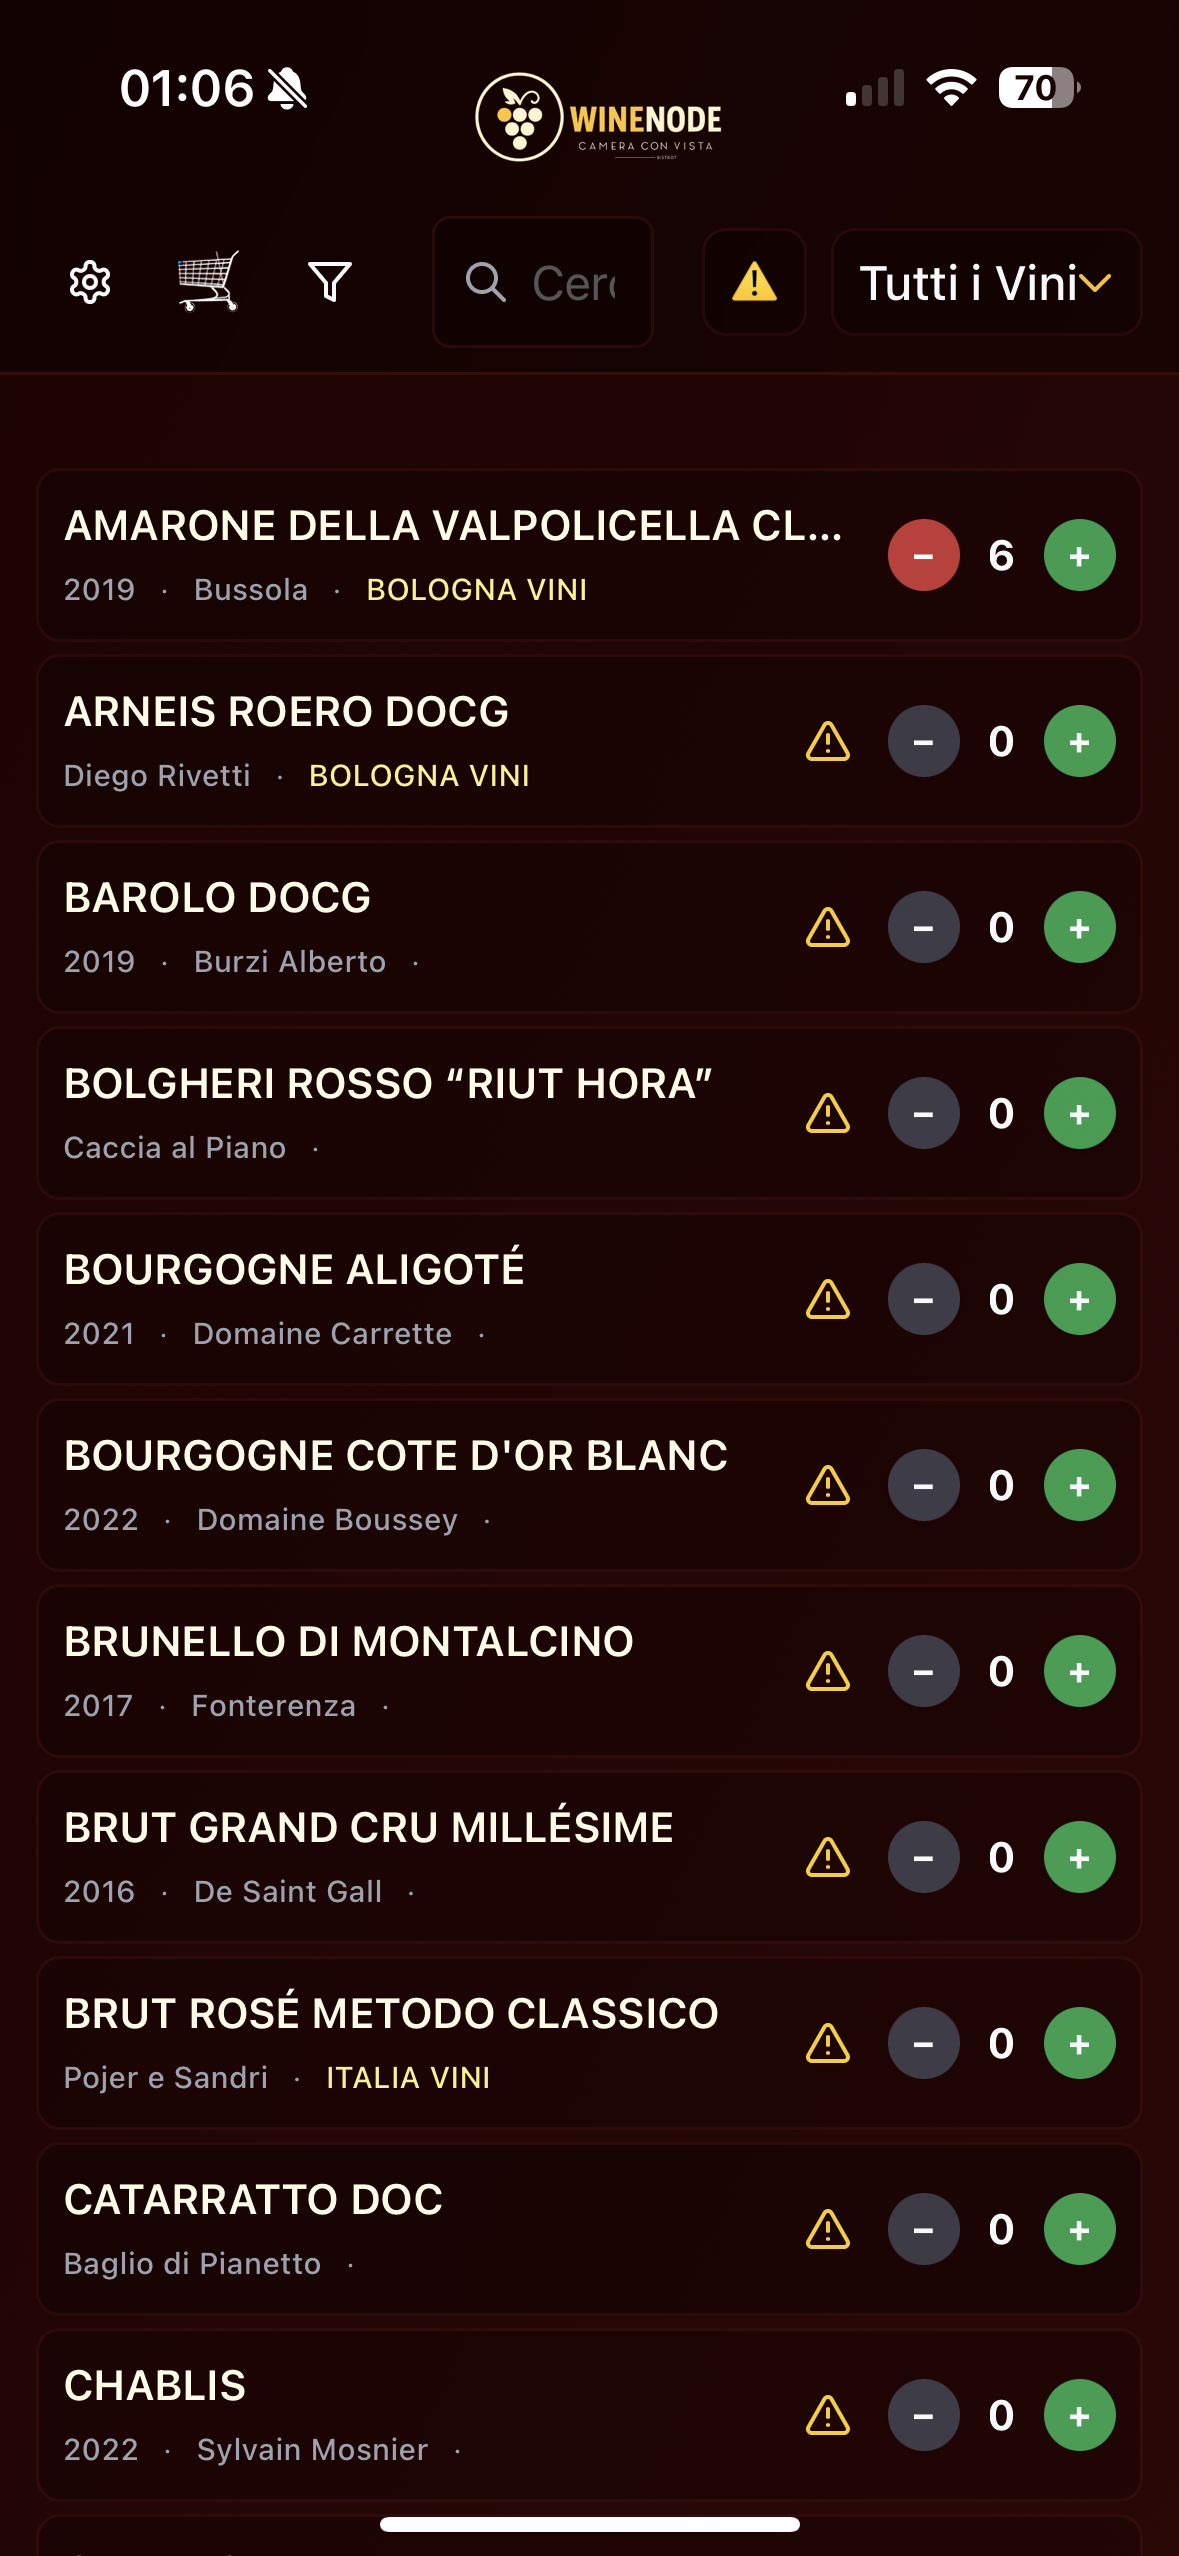 01:06
70
WINENODE
CAMERA CON VISTA
BISTROT
Cerc
Tutti i Vini
AMARONE DELLA VALPOLICELLA CL...
2019 · Bussola · BOLOGNA VINI
– 6 +
ARNEIS ROERO DOCG
Diego Rivetti · BOLOGNA VINI
– 0 +
BAROLO DOCG
2019 · Burzi Alberto ·
– 0 +
BOLGHERI ROSSO “RIUT HORA”
Caccia al Piano ·
– 0 +
BOURGOGNE ALIGOTÉ
2021 · Domaine Carrette ·
– 0 +
BOURGOGNE COTE D'OR BLANC
2022 · Domaine Boussey ·
– 0 +
BRUNELLO DI MONTALCINO
2017 · Fonterenza ·
– 0 +
BRUT GRAND CRU MILLÉSIME
2016 · De Saint Gall ·
– 0 +
BRUT ROSÉ METODO CLASSICO
Pojer e Sandri · ITALIA VINI
– 0 +
CATARRATTO DOC
Baglio di Pianetto ·
– 0 +
CHABLIS
2022 · Sylvain Mosnier ·
– 0 +